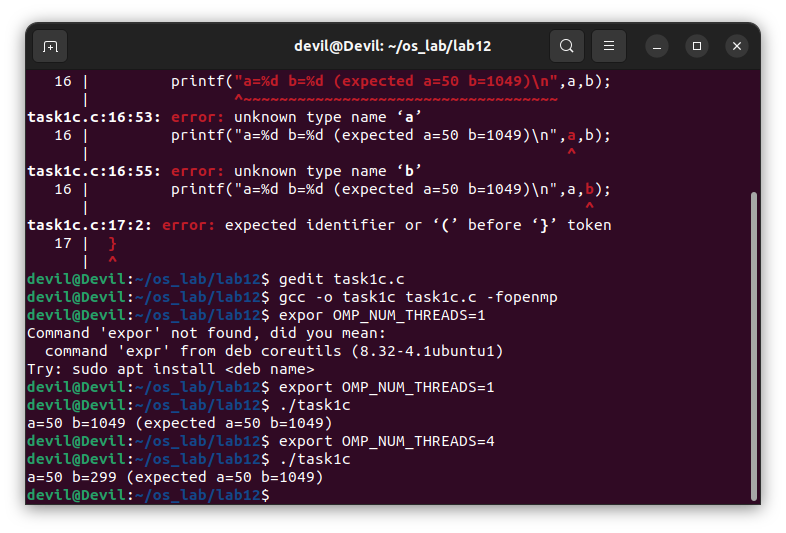 devil@Devil: ~/os_lab/lab12
16 |         printf("a=%d b=%d (expected a=50 b=1049)\n",a,b);
|                ^~~~~~~~~~~~~~~~~~~~~~~~~~~~~~~~~~~~
task1c.c:16:53: error: unknown type name ‘a’
16 |         printf("a=%d b=%d (expected a=50 b=1049)\n",a,b);
|                                                     ^
task1c.c:16:55: error: unknown type name ‘b’
16 |         printf("a=%d b=%d (expected a=50 b=1049)\n",a,b);
|                                                       ^
task1c.c:17:2: error: expected identifier or ‘(’ before ‘}’ token
17 |  }
|  ^
devil@Devil:~/os_lab/lab12$ gedit task1c.c
devil@Devil:~/os_lab/lab12$ gcc -o task1c task1c.c -fopenmp
devil@Devil:~/os_lab/lab12$ expor OMP_NUM_THREADS=1
Command 'expor' not found, did you mean:
command 'expr' from deb coreutils (8.32-4.1ubuntu1)
Try: sudo apt install <deb name>
devil@Devil:~/os_lab/lab12$ export OMP_NUM_THREADS=1
devil@Devil:~/os_lab/lab12$ ./task1c
a=50 b=1049 (expected a=50 b=1049)
devil@Devil:~/os_lab/lab12$ export OMP_NUM_THREADS=4
devil@Devil:~/os_lab/lab12$ ./task1c
a=50 b=299 (expected a=50 b=1049)
devil@Devil:~/os_lab/lab12$